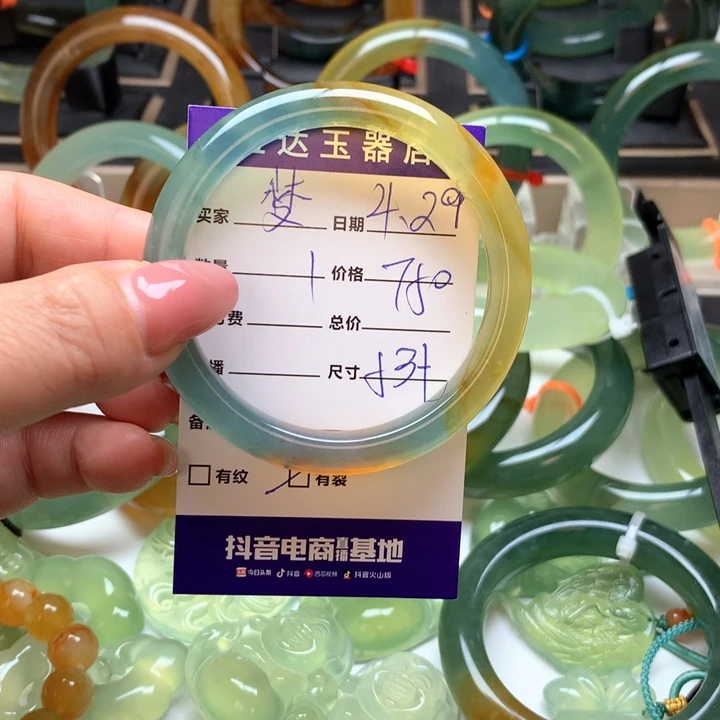 达玉器店
买家 梦 日期 4.29
数量 1 价格 780
费 总价
播 尺寸
备
有纹 有裂
抖音电商直播基地
今日头条 抖音 西瓜视频 抖音火山版